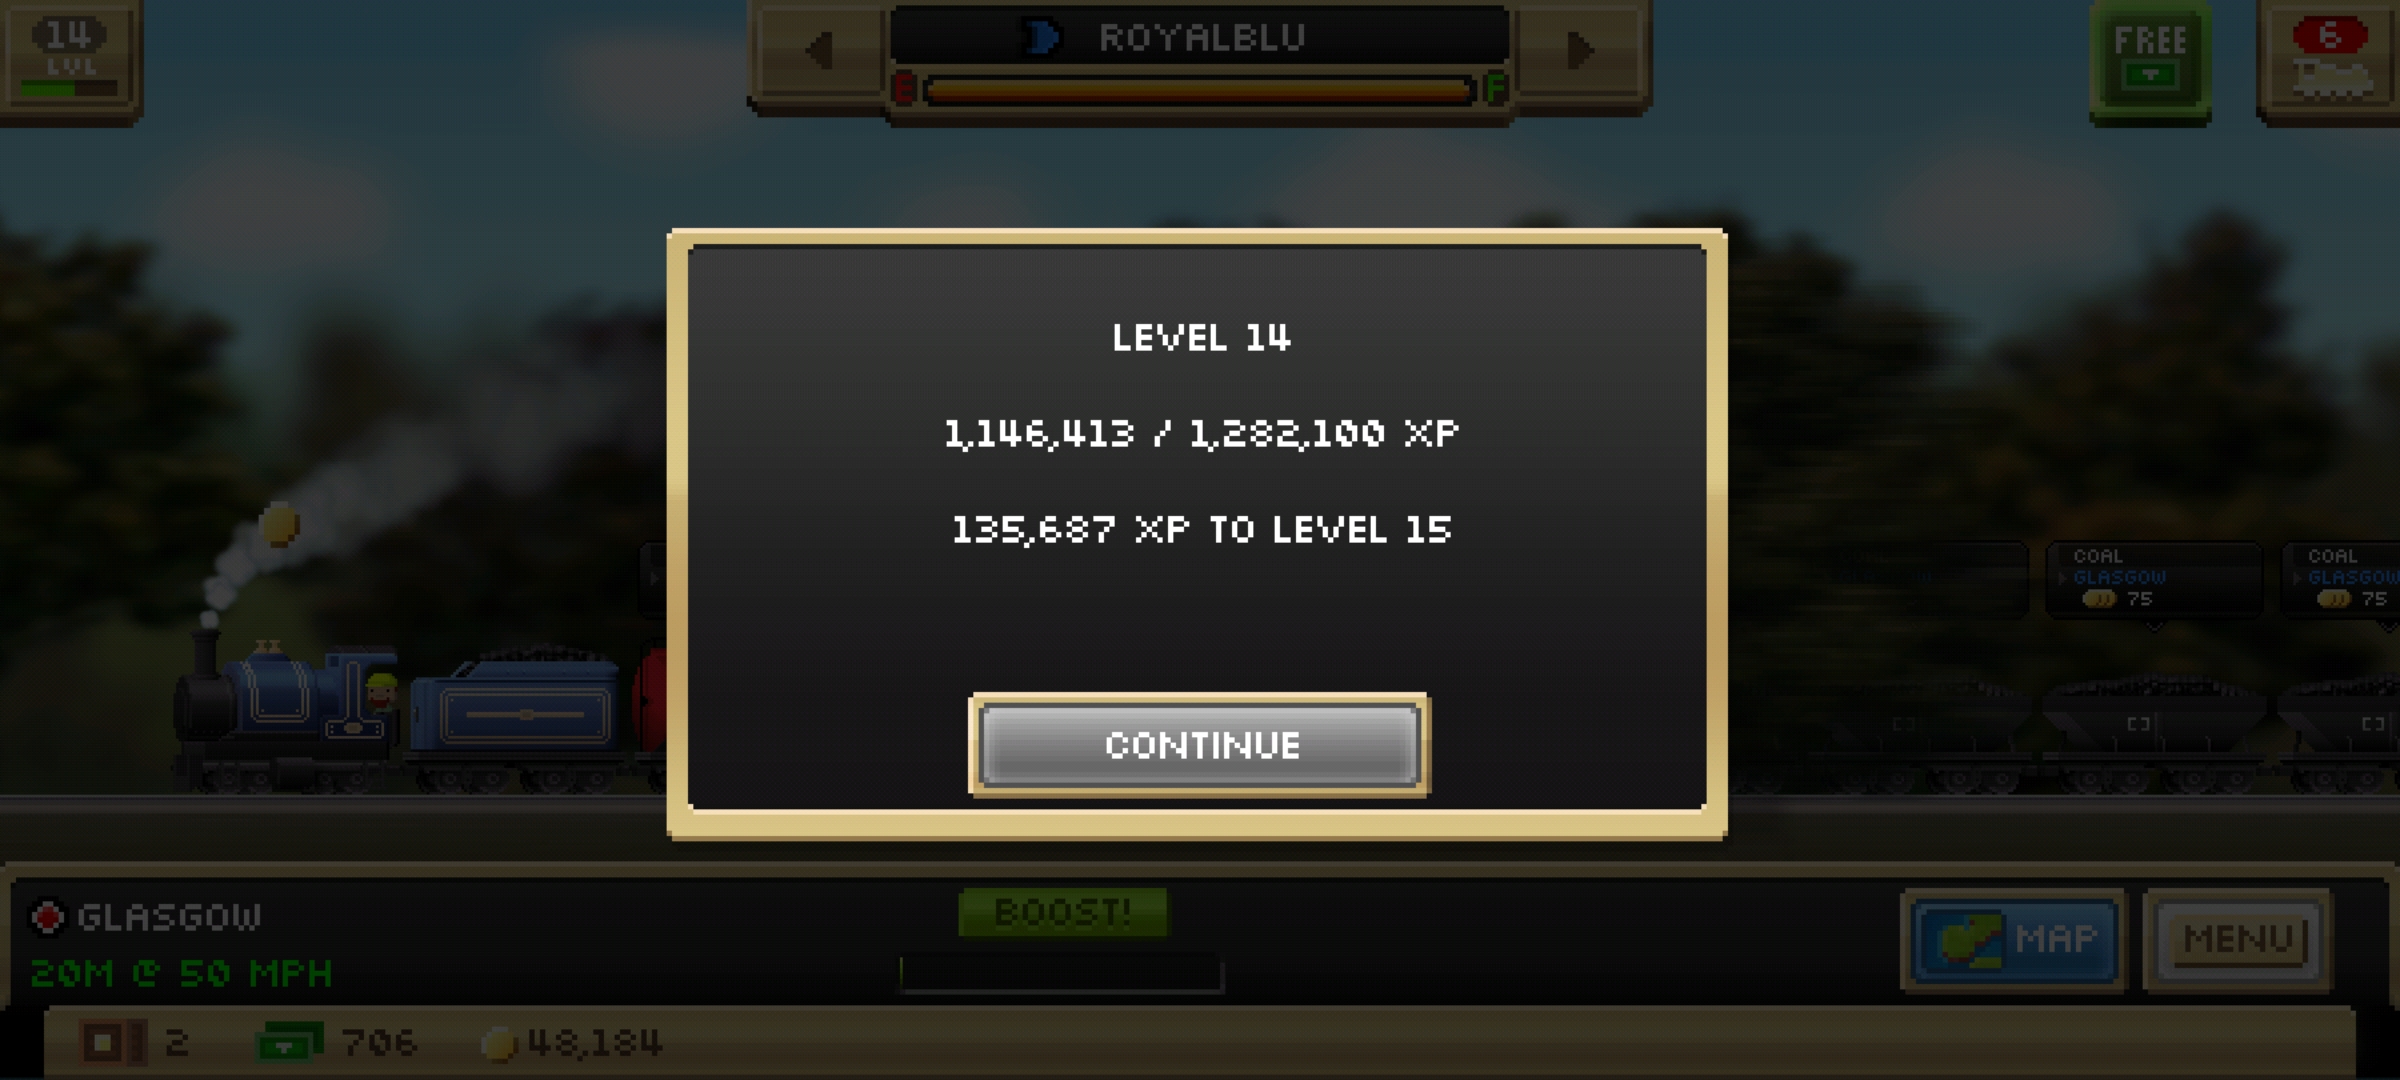 14
LVL
ROYALBLU
E F
FREE
6
LEVEL 14
1,146,413 / 1,282,100 XP
135,687 XP TO LEVEL 15
CONTINUE
COAL
GLASGOW
75
COAL
GLASGOW
75
GLASGOW
20M @ 50 MPH
BOOST!
MAP
MENU
2
706
48,184